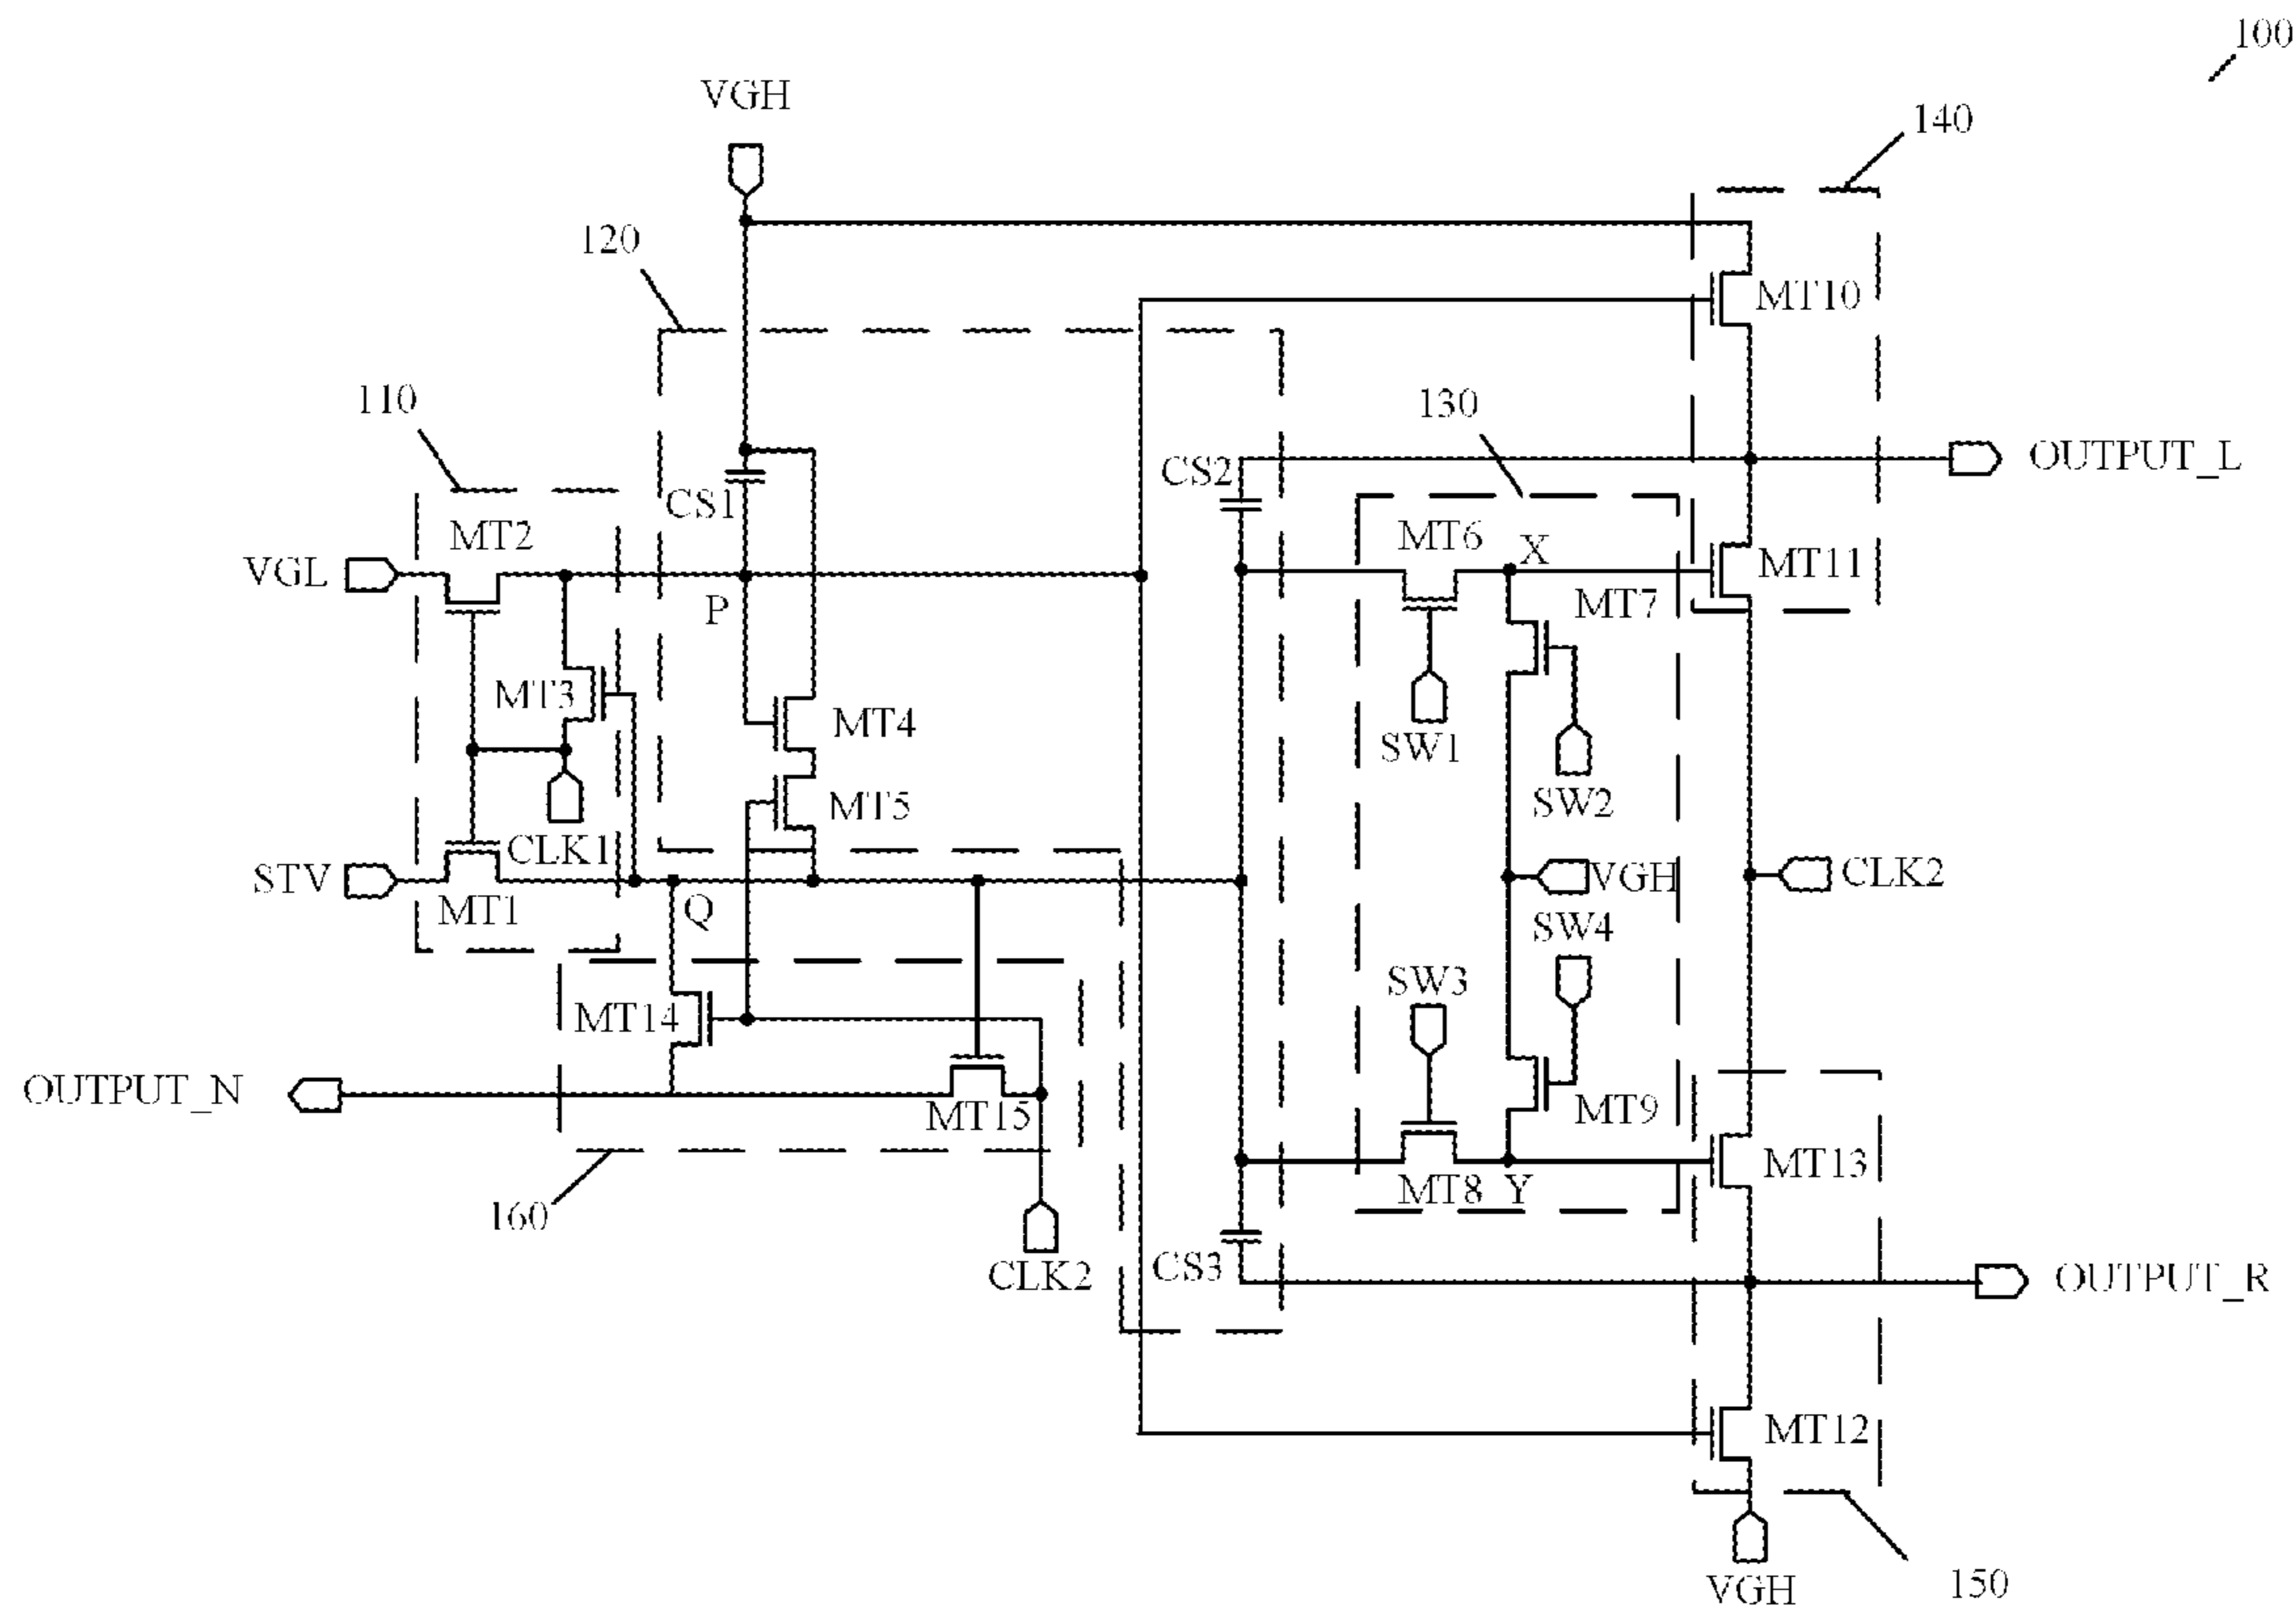 100
VGH
140
120
MT10
110
130
CS2
OUTPUT_L
CS1
MT2
MT6
X
MT11
VGL
MT7
P
MT3
MT4
SW1
MT5
SW2
CLK1
STV
VGH
CLK2
MT1
Q
SW4
SW3
MT14
OUTPUT_N
MT15
MT9
MT13
MT8
Y
160
CS3
CLK2
OUTPUT_R
MT12
VGH
150